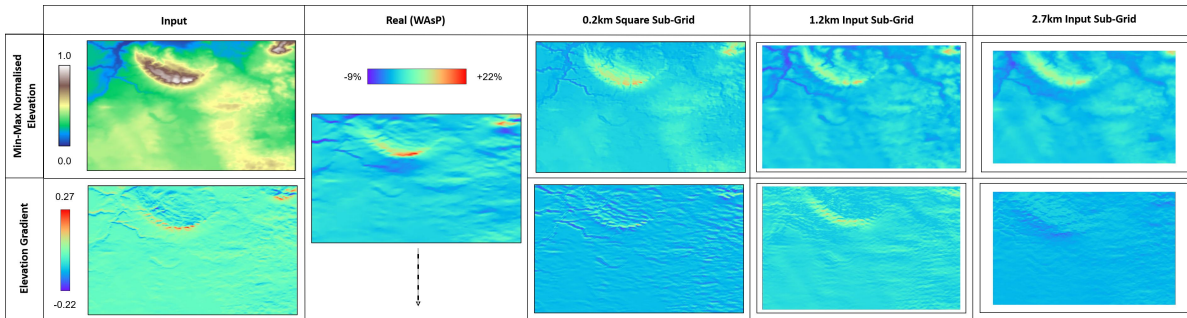 Input
Real (WAsP)
0.2km Square Sub-Grid
1.2km Input Sub-Grid
2.7km Input Sub-Grid
Min-Max Normalised
Elevation
1.0
0.0
-9%
+22%
Elevation Gradient
0.27
-0.22